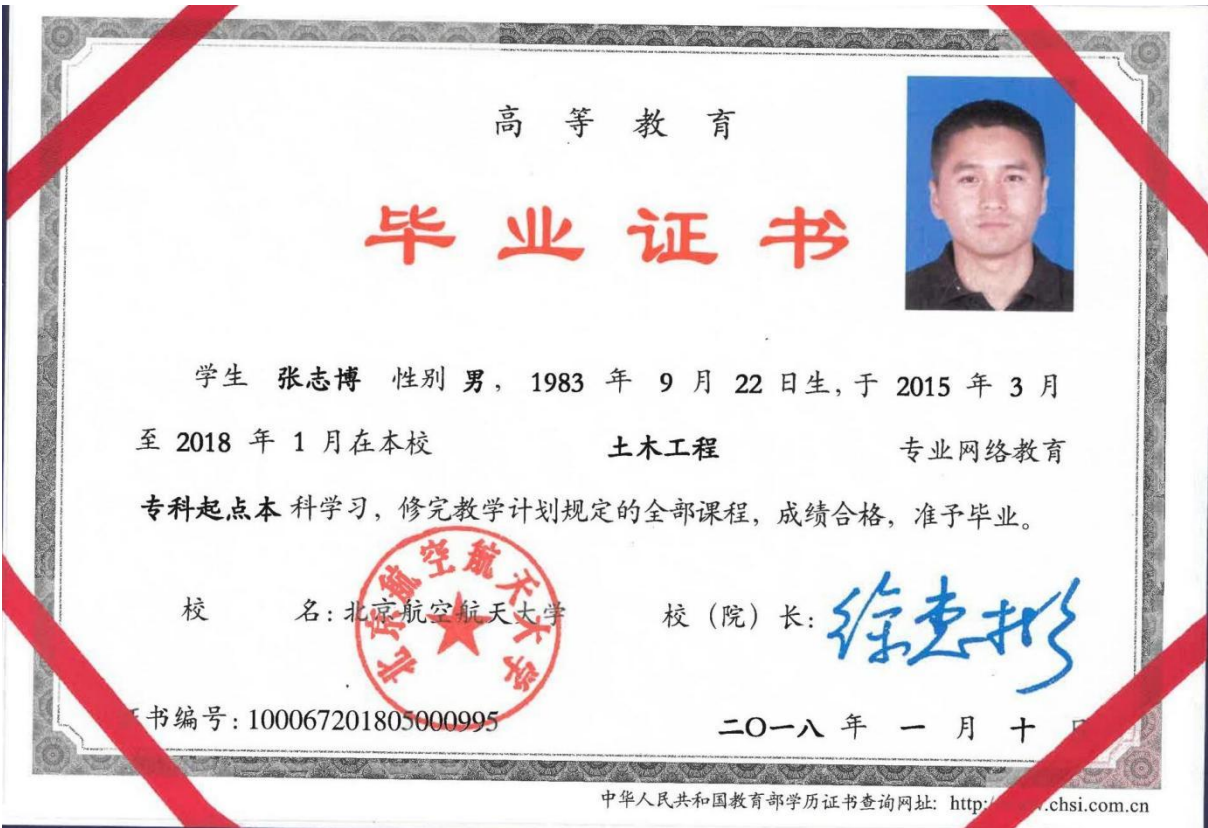 高等教育
毕业证书
学生 张志博 性别 男, 1983 年 9 月 22 日生, 于 2015 年 3 月
至 2018 年 1 月在本校 土木工程 专业网络教育
专科起点本 科学习, 修完教学计划规定的全部课程, 成绩合格, 准予毕业。
校 名: 北京航空航天大学 校 (院) 长: 徐惠彬
北京航空航天大学
书编号: 100067201805000995 二〇一八 年 一 月 十
中华人民共和国教育部学历证书查询网址: http: .chsi.com.cn